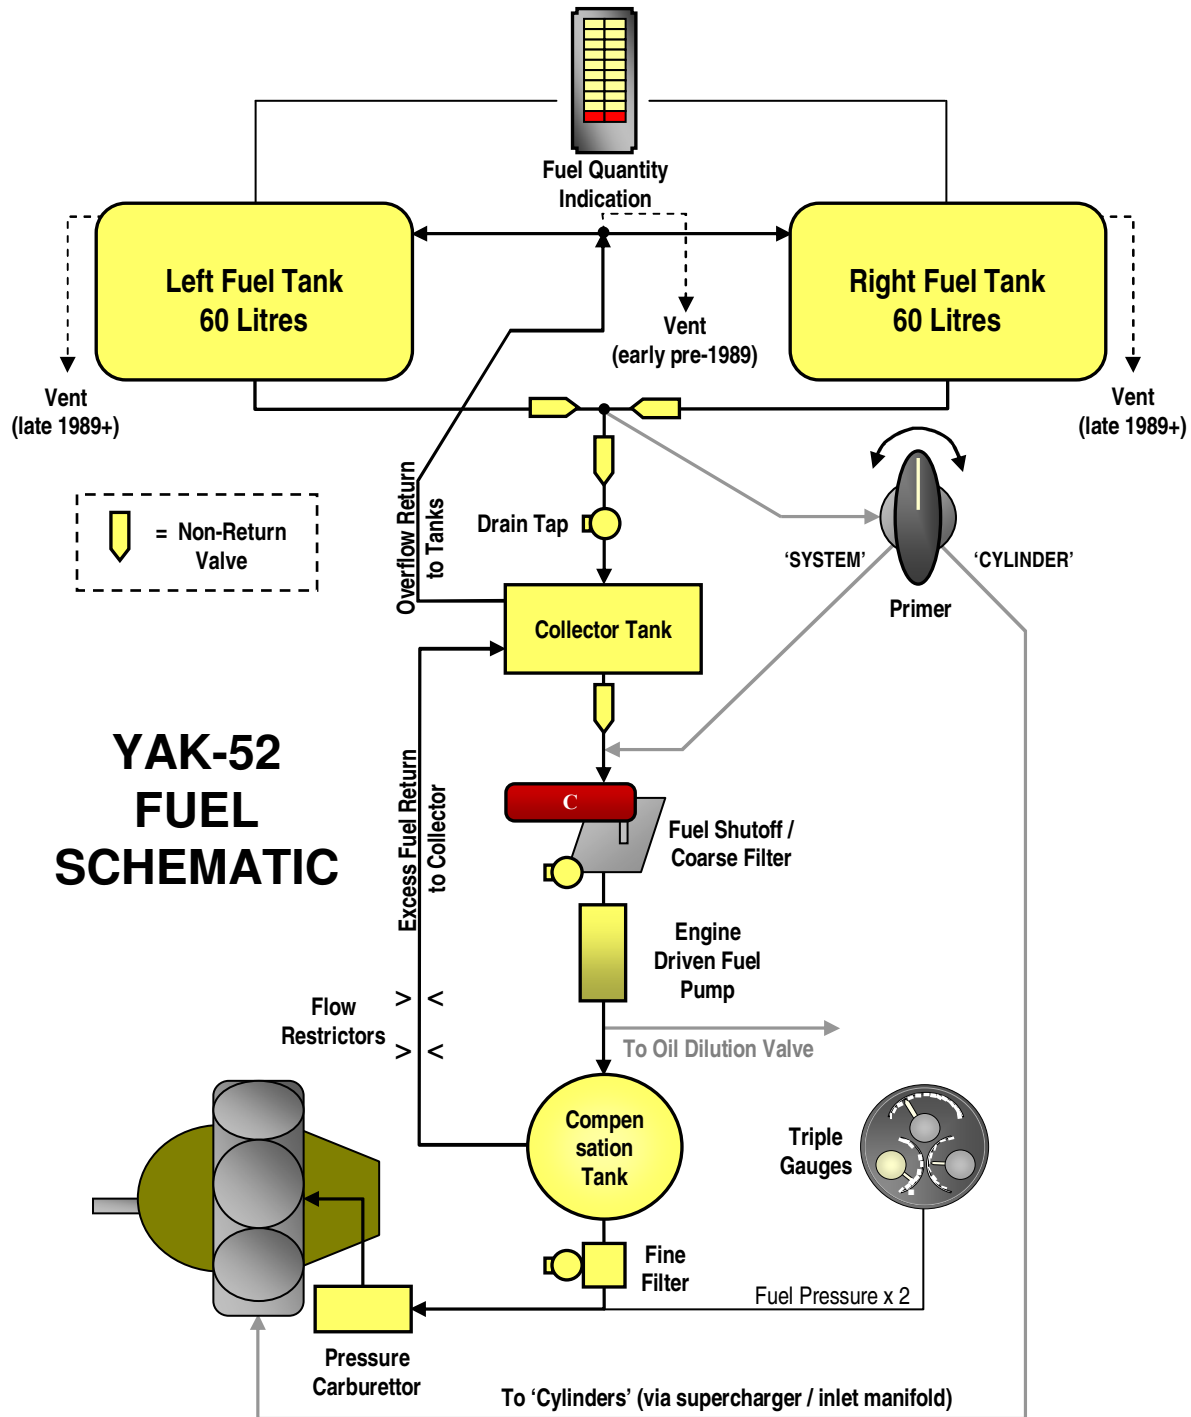 Fuel Quantity
Indication
Left Fuel Tank
60 Litres
Right Fuel Tank
60 Litres
Vent
(early pre-1989)
Vent
(late 1989+)
Vent
(late 1989+)
= Non-Return
Valve
Overflow Return
to Tanks
Drain Tap
'SYSTEM'
'CYLINDER'
Primer
Collector Tank
YAK-52
FUEL
SCHEMATIC
Excess Fuel Return
to Collector
C
Fuel Shutoff /
Coarse Filter
Engine
Driven Fuel
Pump
Flow
Restrictors
> <
> <
To Oil Dilution Valve
Compen
sation
Tank
Triple
Gauges
Fine
Filter
Fuel Pressure x 2
Pressure
Carburettor
To 'Cylinders' (via supercharger / inlet manifold)